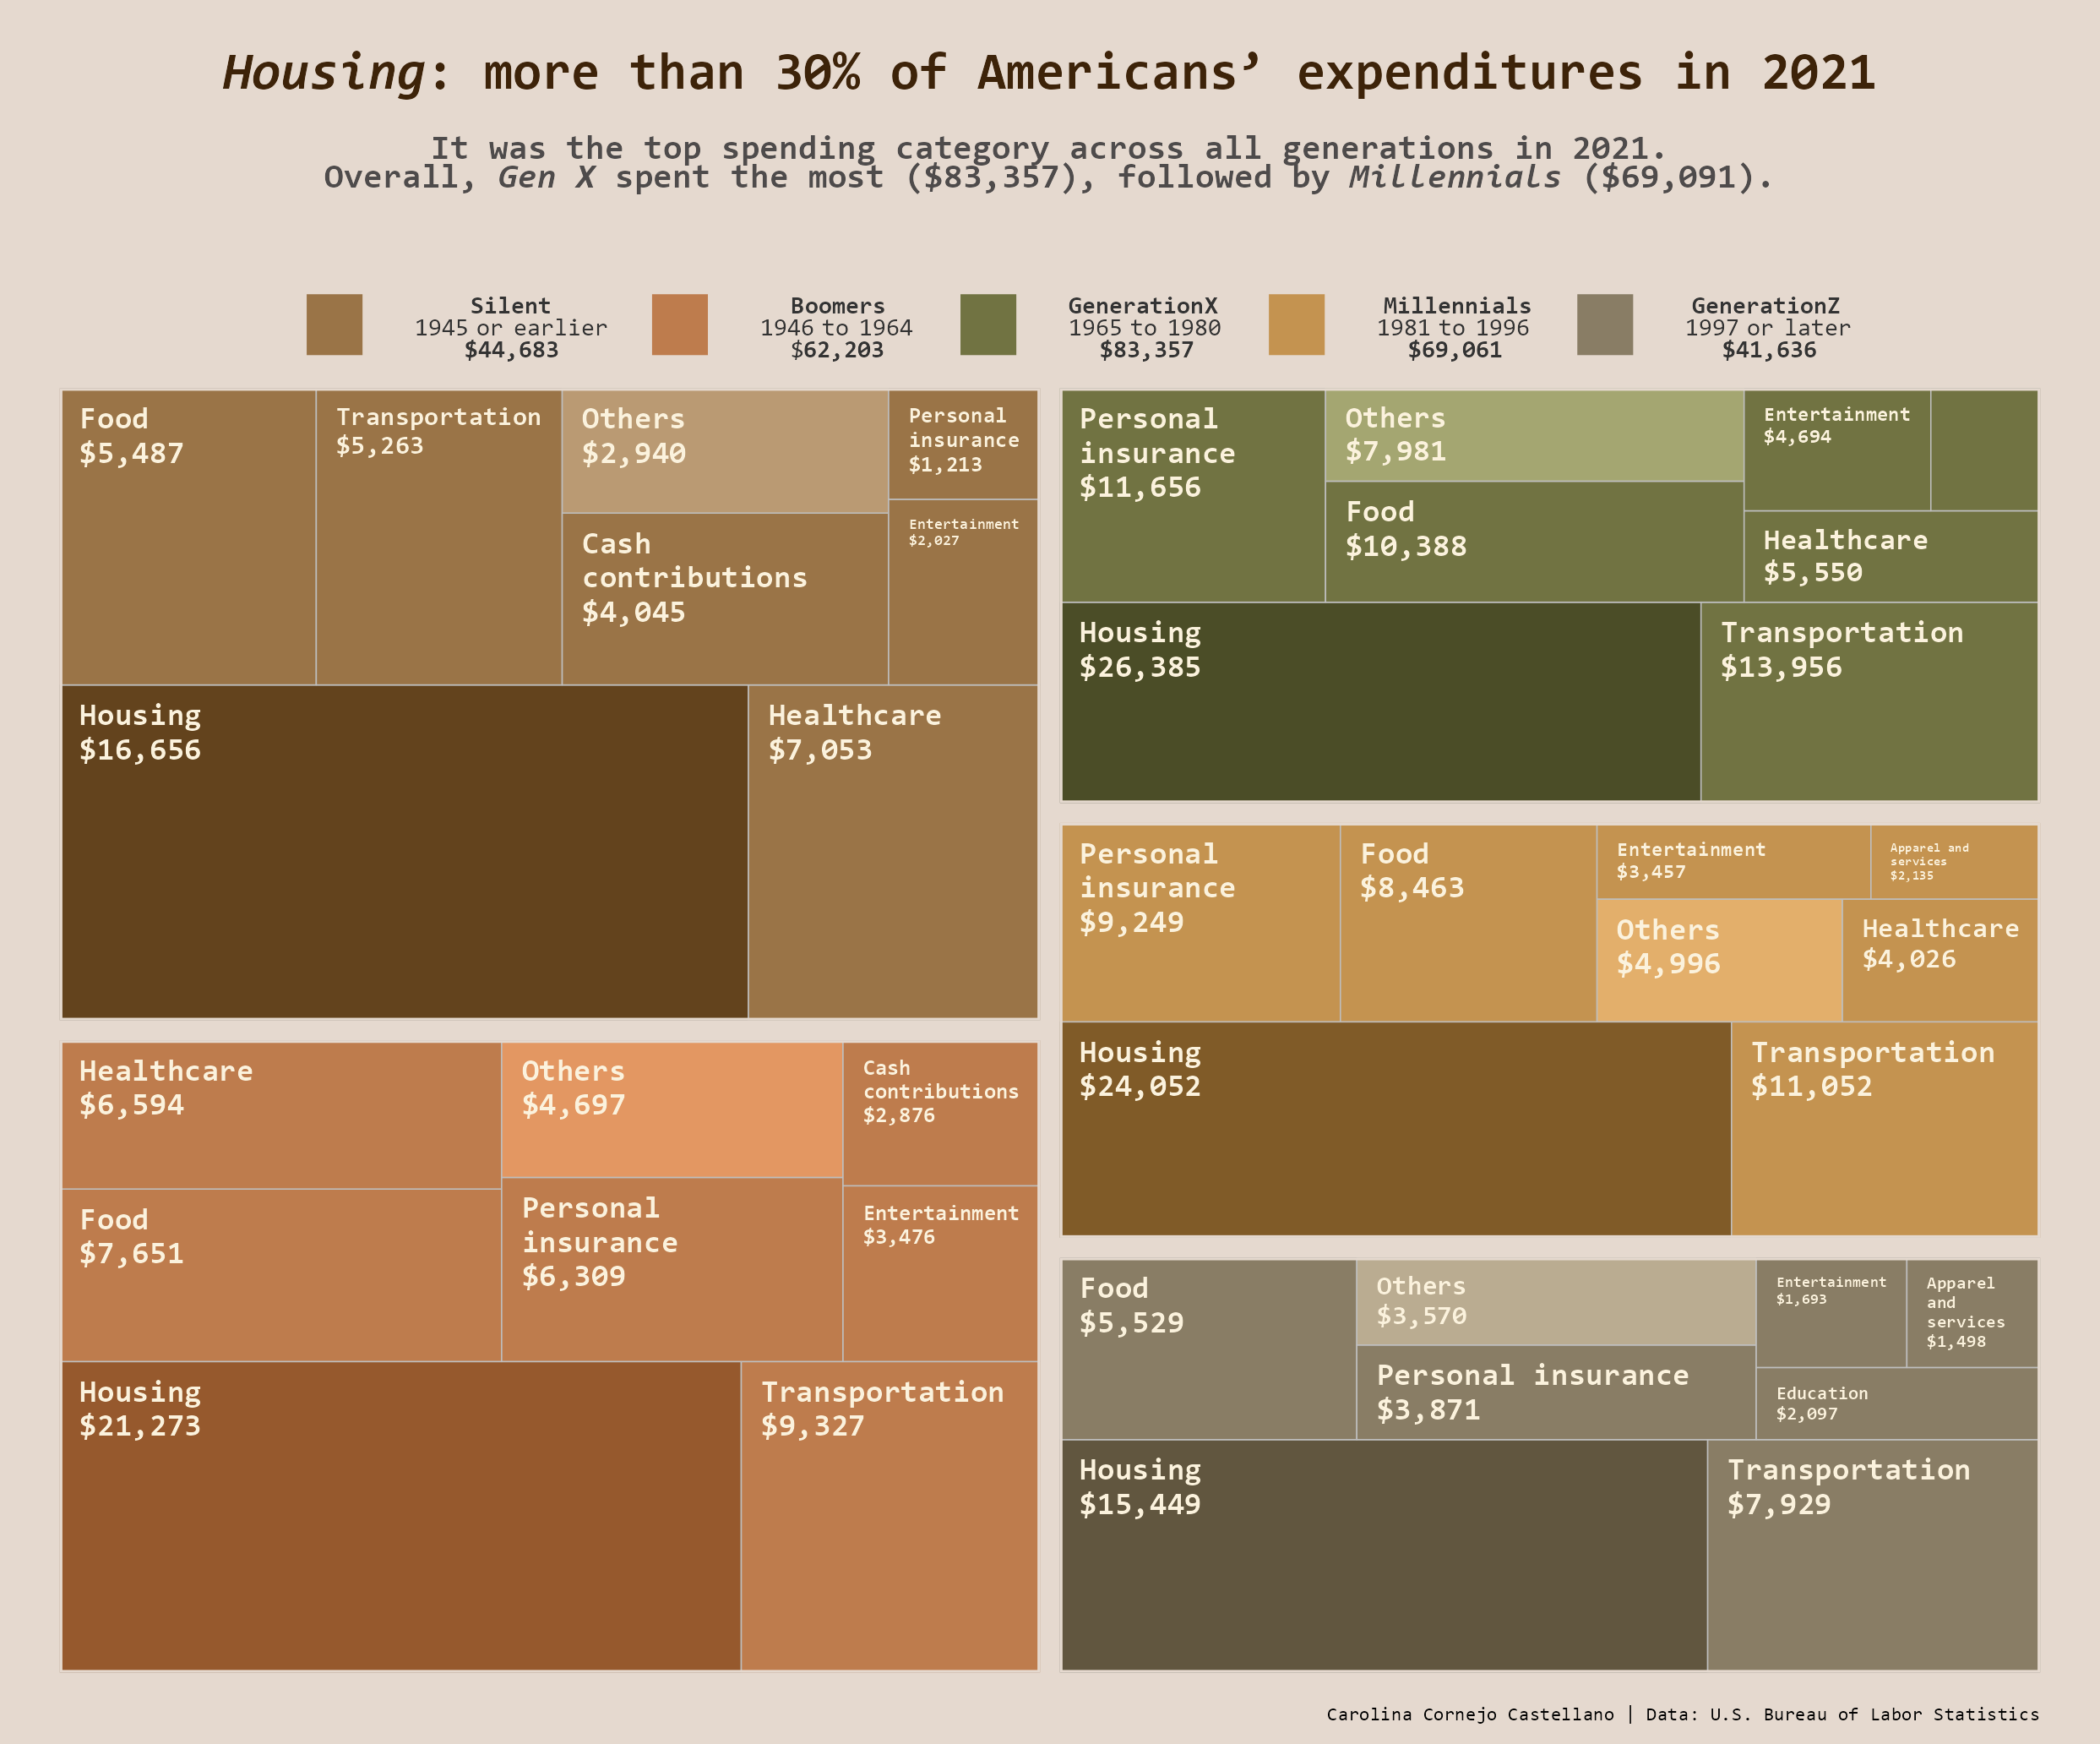 Housing: more than 30% of Americans’ expenditures in 2021
It was the top spending category across all generations in 2021.
Overall, Gen X spent the most ($83,357), followed by Millennials ($69,091).
Silent
1945 or earlier
$44,683
Boomers
1946 to 1964
$62,203
GenerationX
1965 to 1980
$83,357
Millennials
1981 to 1996
$69,061
GenerationZ
1997 or later
$41,636
Food
$5,487
Transportation
$5,263
Others
$2,940
Personal
insurance
$1,213
Cash
contributions
$4,045
Entertainment
$2,027
Housing
$16,656
Healthcare
$7,053
Healthcare
$6,594
Others
$4,697
Cash
contributions
$2,876
Food
$7,651
Personal
insurance
$6,309
Entertainment
$3,476
Housing
$21,273
Transportation
$9,327
Personal
insurance
$11,656
Others
$7,981
Entertainment
$4,694
Food
$10,388
Healthcare
$5,550
Housing
$26,385
Transportation
$13,956
Personal
insurance
$9,249
Food
$8,463
Entertainment
$3,457
Apparel and
services
$2,135
Others
$4,996
Healthcare
$4,026
Housing
$24,052
Transportation
$11,052
Food
$5,529
Others
$3,570
Entertainment
$1,693
Apparel
and
services
$1,498
Personal insurance
$3,871
Education
$2,097
Housing
$15,449
Transportation
$7,929
Carolina Cornejo Castellano | Data: U.S. Bureau of Labor Statistics